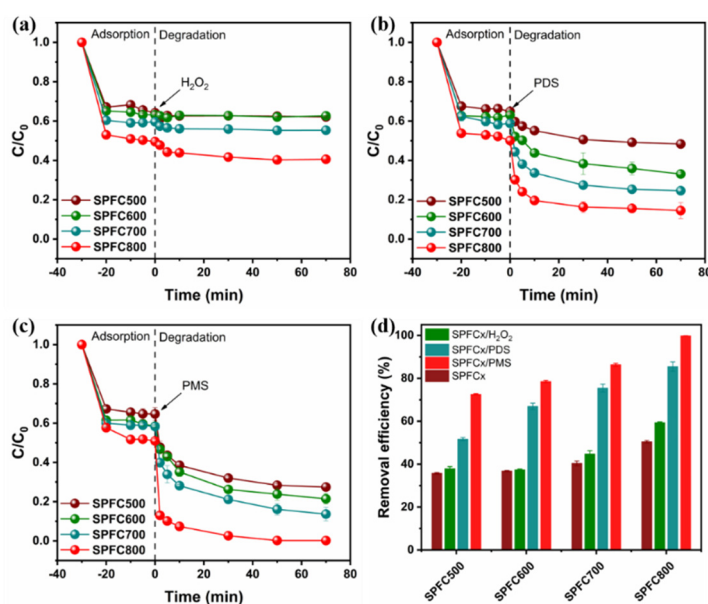 (a)
Adsorption
Degradation
H₂O₂
C/C₀
1.0
0.8
0.6
0.4
0.2
0.0
SPFC500
SPFC600
SPFC700
SPFC800
-40 -20 0 20 40 60 80
Time (min)
(b)
Adsorption
Degradation
PDS
C/C₀
1.0
0.8
0.6
0.4
0.2
0.0
SPFC500
SPFC600
SPFC700
SPFC800
-40 -20 0 20 40 60 80
Time (min)
(c)
Adsorption
Degradation
PMS
C/C₀
1.0
0.8
0.6
0.4
0.2
0.0
SPFC500
SPFC600
SPFC700
SPFC800
-40 -20 0 20 40 60 80
Time (min)
(d)
SPFCx/H₂O₂
SPFCx/PDS
SPFCx/PMS
SPFCx
Removal efficiency (%)
100
80
60
40
20
0
SPFC500
SPFC600
SPFC700
SPFC800